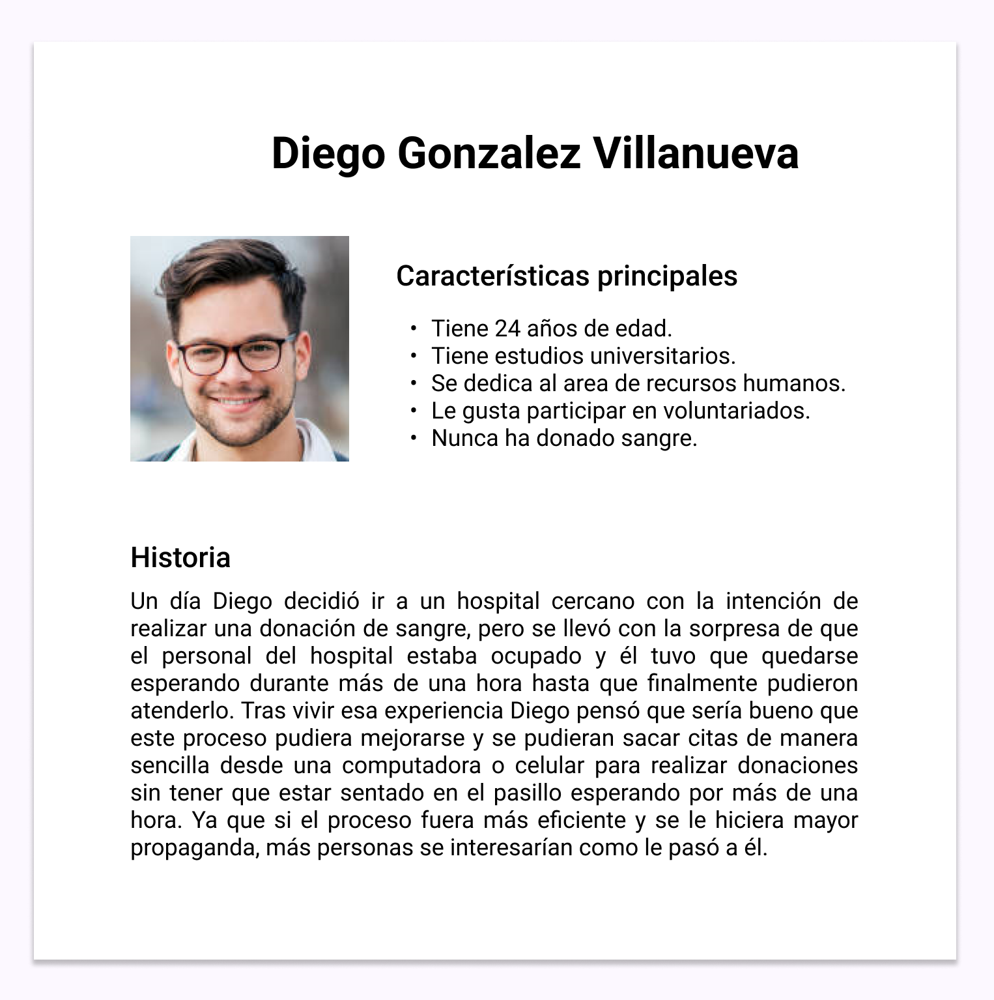 Diego Gonzalez Villanueva
Características principales
• Tiene 24 años de edad.
• Tiene estudios universitarios.
• Se dedica al area de recursos humanos.
• Le gusta participar en voluntariados.
• Nunca ha donado sangre.
Historia
Un día Diego decidió ir a un hospital cercano con la intención de
realizar una donación de sangre, pero se llevó con la sorpresa de que
el personal del hospital estaba ocupado y él tuvo que quedarse
esperando durante más de una hora hasta que finalmente pudieron
atenderlo. Tras vivir esa experiencia Diego pensó que sería bueno que
este proceso pudiera mejorarse y se pudieran sacar citas de manera
sencilla desde una computadora o celular para realizar donaciones
sin tener que estar sentado en el pasillo esperando por más de una
hora. Ya que si el proceso fuera más eficiente y se le hiciera mayor
propaganda, más personas se interesarían como le pasó a él.